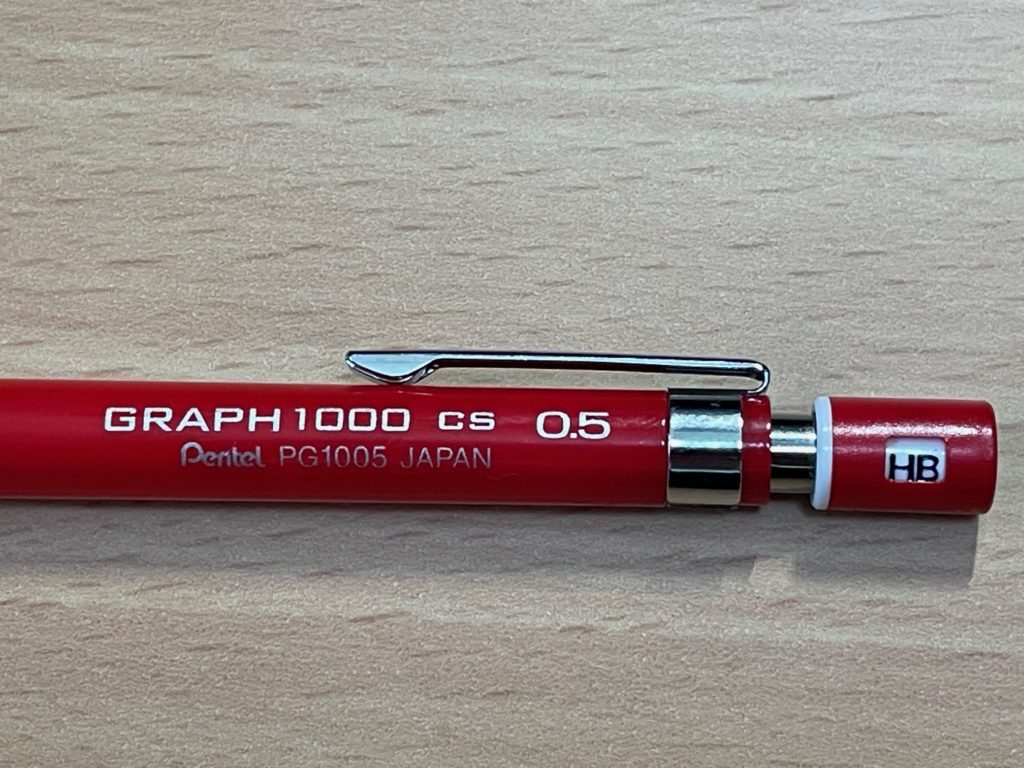 GRAPH 1000 CS 0.5
Pentel PG1005 JAPAN
HB